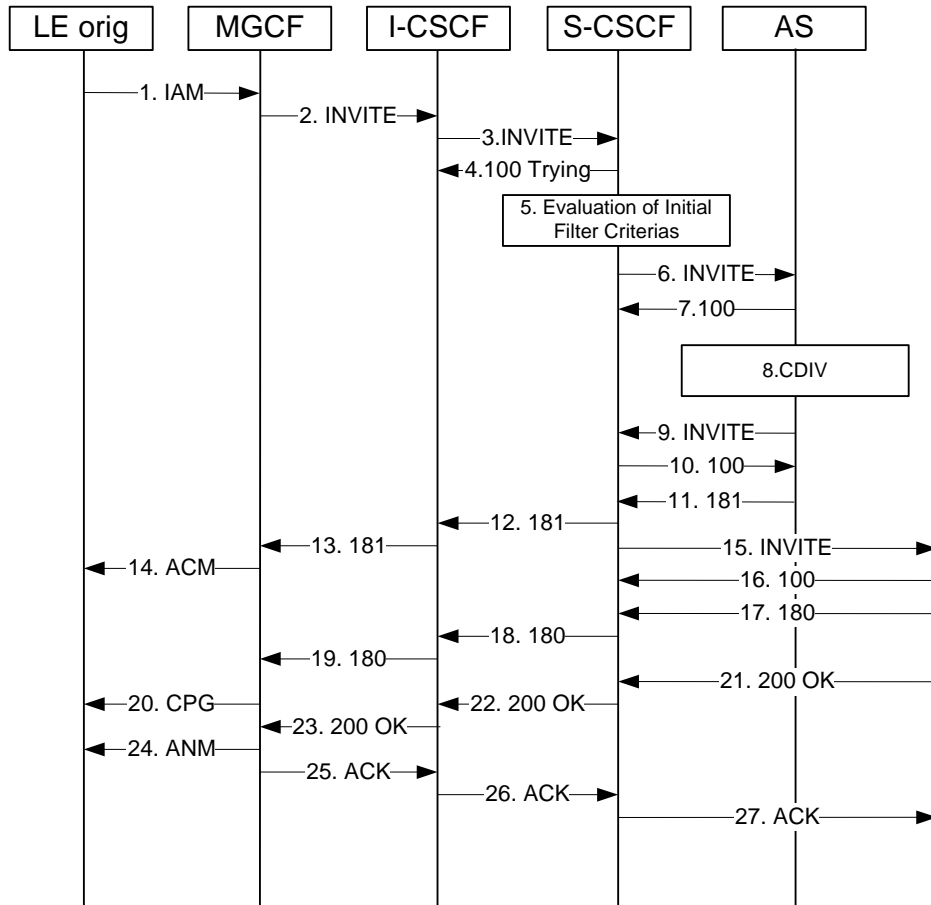 LE orig
MGCF
I-CSCF
S-CSCF
AS
1. IAM
2. INVITE
3.INVITE
4.100 Trying
5. Evaluation of Initial
Filter Criterias
6. INVITE
7.100
8.CDIV
9. INVITE
10. 100
11. 181
12. 181
13. 181
15. INVITE
14. ACM
16. 100
17. 180
18. 180
19. 180
21. 200 OK
20. CPG
22. 200 OK
23. 200 OK
24. ANM
25. ACK
26. ACK
27. ACK